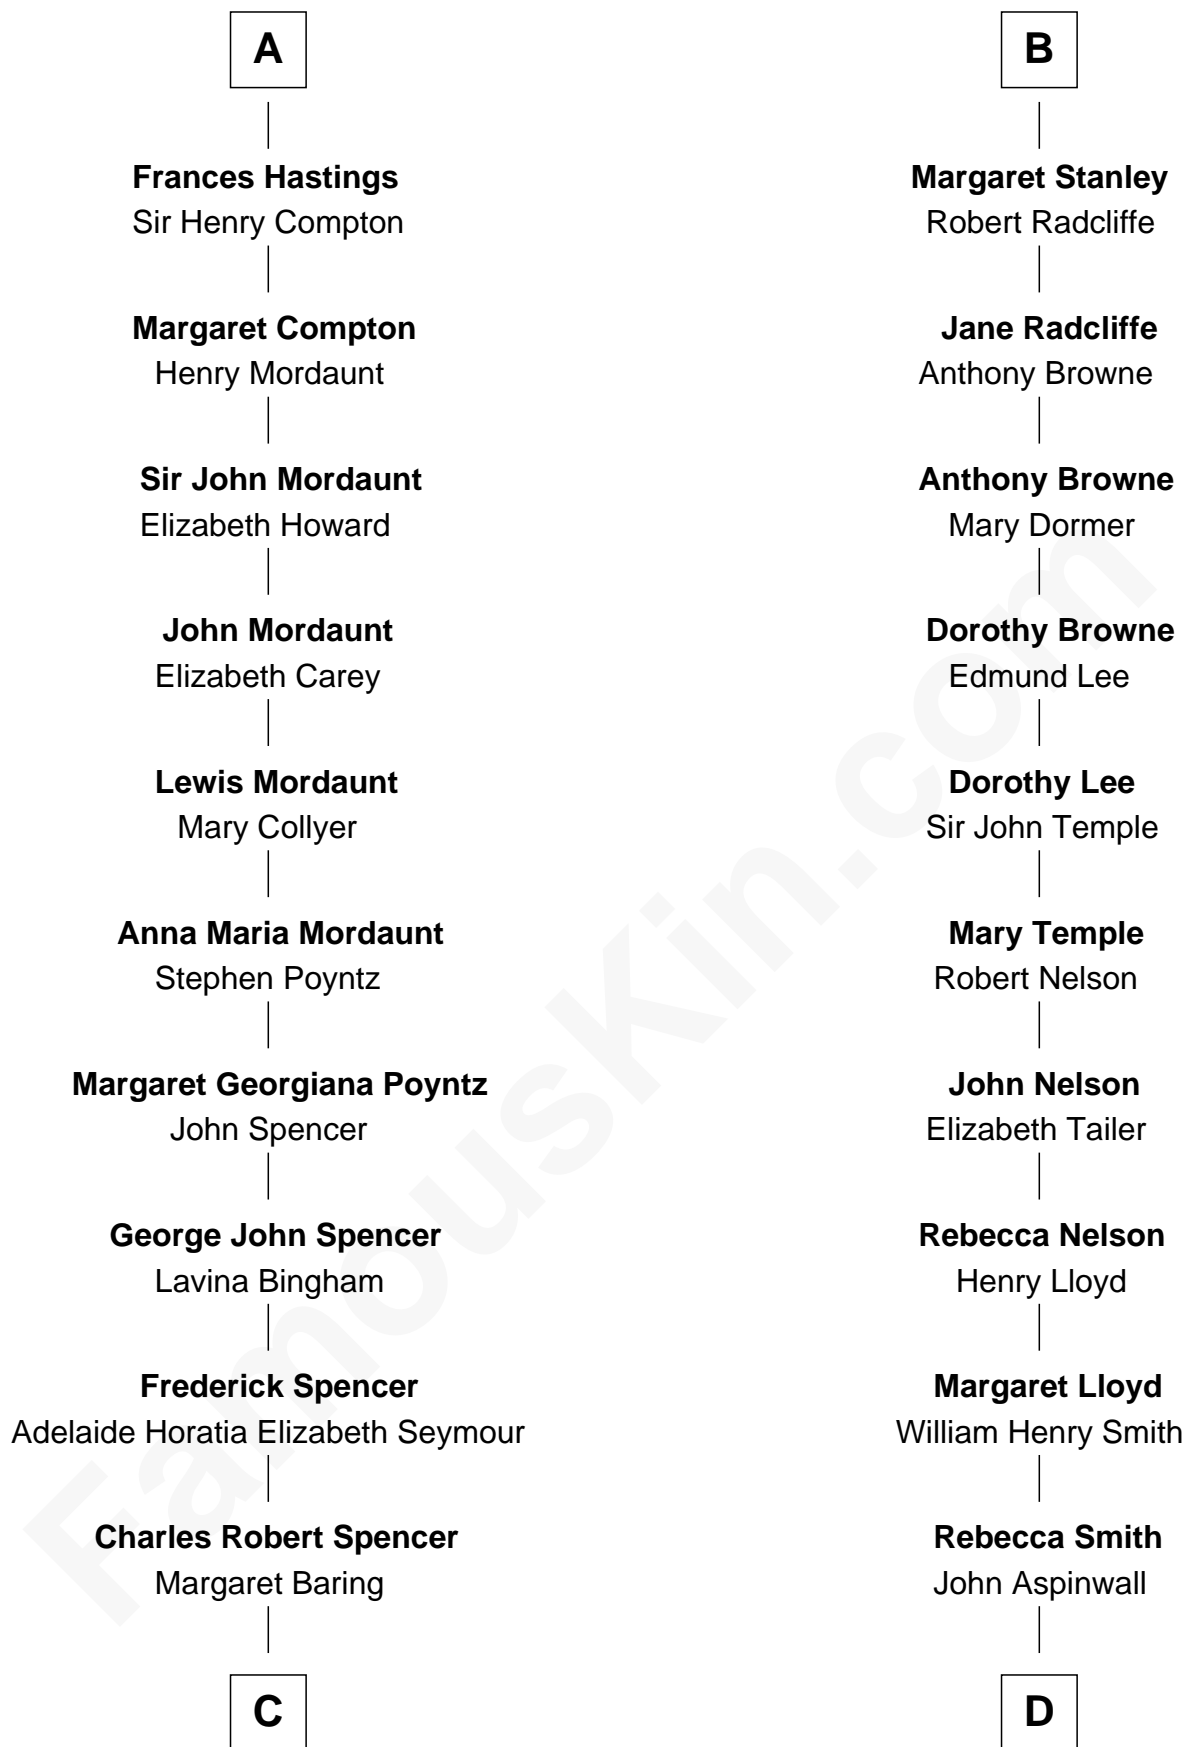 A
Frances Hastings
Sir Henry Compton
Margaret Compton
Henry Mordaunt
Sir John Mordaunt
Elizabeth Howard
John Mordaunt
Elizabeth Carey
Lewis Mordaunt
Mary Collyer
Anna Maria Mordaunt
Stephen Poyntz
Margaret Georgiana Poyntz
John Spencer
George John Spencer
Lavina Bingham
Frederick Spencer
Adelaide Horatia Elizabeth Seymour
Charles Robert Spencer
Margaret Baring
C
B
Margaret Stanley
Robert Radcliffe
Jane Radcliffe
Anthony Browne
Anthony Browne
Mary Dormer
Dorothy Browne
Edmund Lee
Dorothy Lee
Sir John Temple
Mary Temple
Robert Nelson
John Nelson
Elizabeth Tailer
Rebecca Nelson
Henry Lloyd
Margaret Lloyd
William Henry Smith
Rebecca Smith
John Aspinwall
D
FamousKin.com